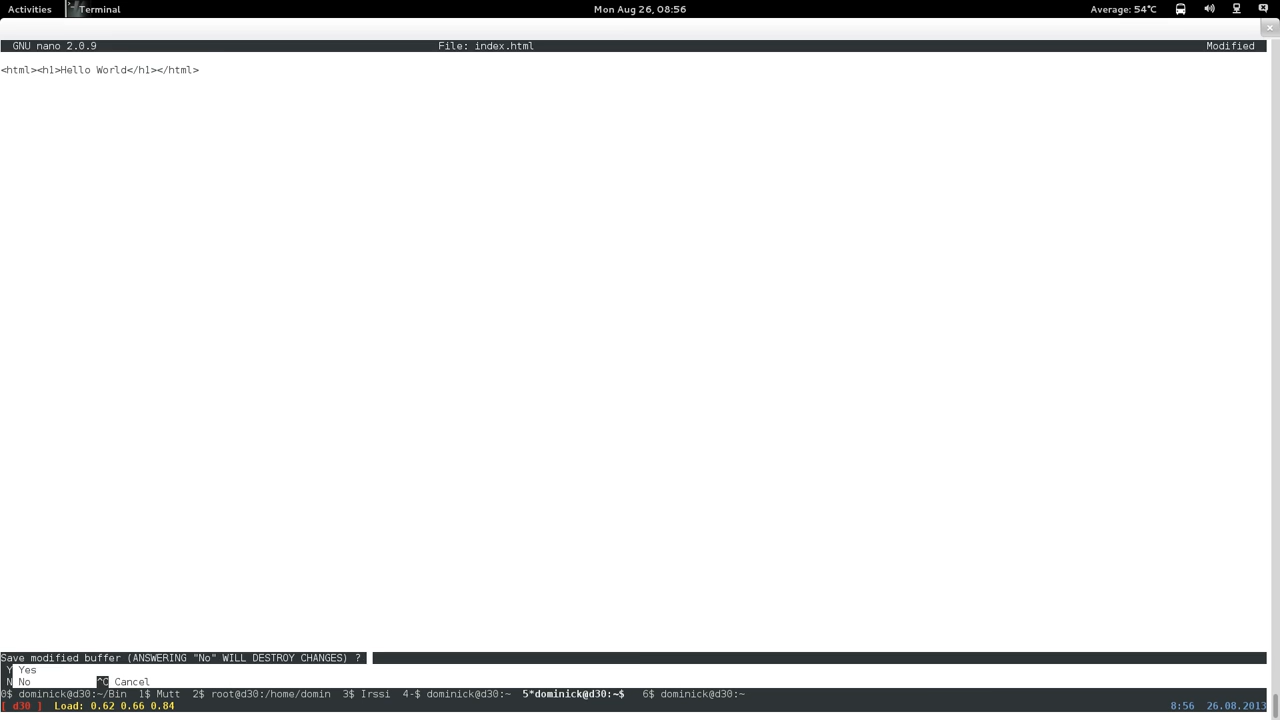 Activities Terminal Mon Aug 26, 08:56 Average: 54°C
GNU nano 2.0.9 File: index.html Modified
<html><h1>Hello World</h1></html>
Save modified buffer (ANSWERING "No" WILL DESTROY CHANGES) ?
Y Yes
N No ^C Cancel
0$ dominick@d30:~/Bin 1$ Mutt 2$ root@d30:/home/domin 3$ Irssi 4-$ dominick@d30:~ 5*dominick@d30:~$ 6$ dominick@d30:~
[ d30 ] Load: 0.62 0.66 0.84 8:56 26.08.2013